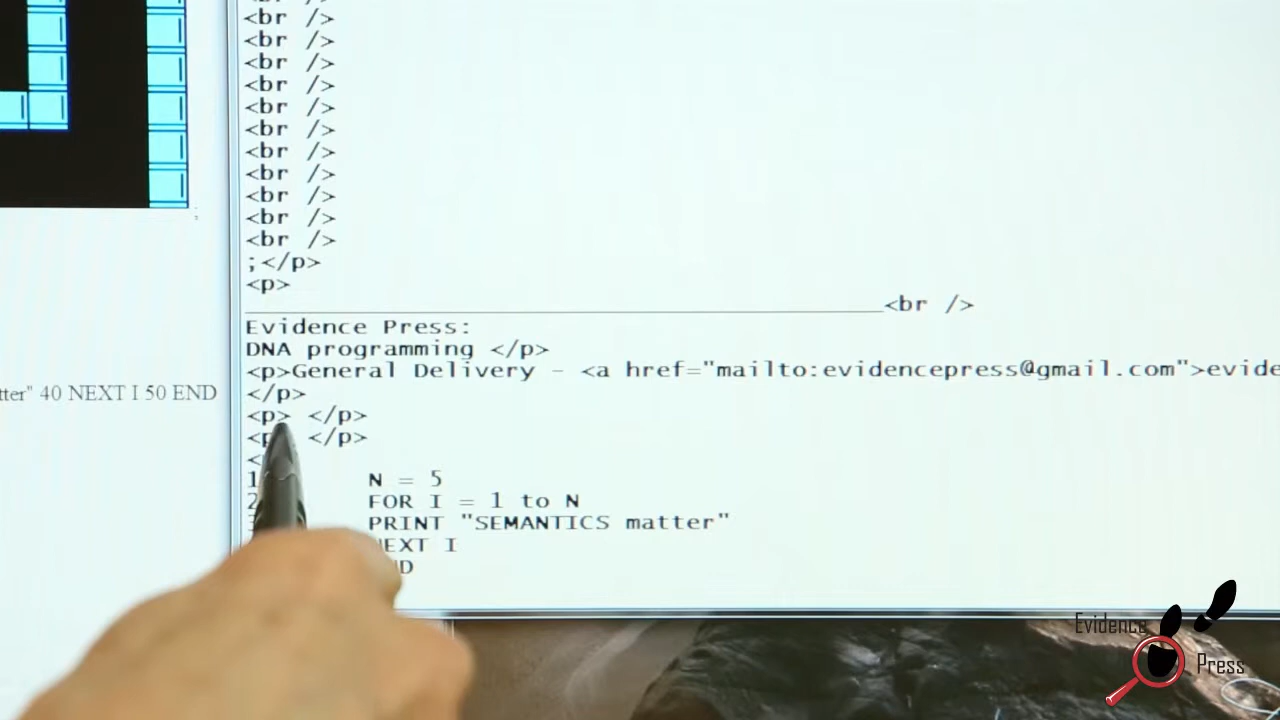 <br />
<br />
<br />
<br />
<br />
<br />
<br />
<br />
<br />
<br />
<br />
;</p>
<p>
<br />
Evidence Press:
DNA programming </p>
<p>General Delivery - <a href="mailto:evidencepress@gmail.com">evide
</p>
<p> </p>
</p>
N = 5
FOR I = 1 to N
PRINT "SEMANTICS matter"
EXT I
D
tter" 40 NEXT I 50 END
;
Evidence
Press